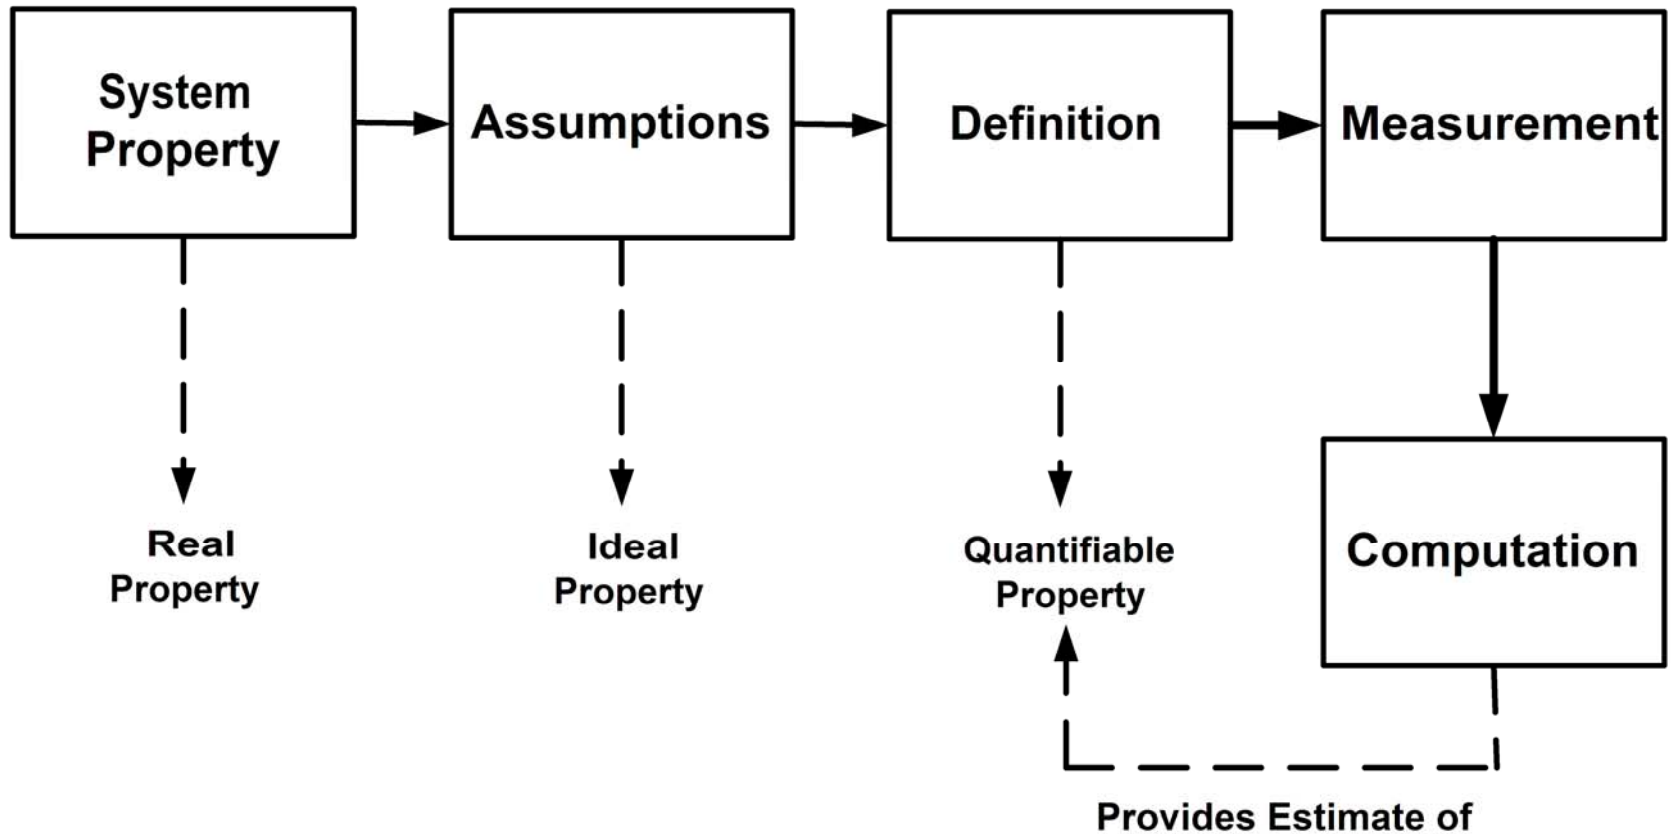 System
Property
Assumptions
Definition
Measurement
Real
Property
Ideal
Property
Quantifiable
Property
Computation
Provides Estimate of